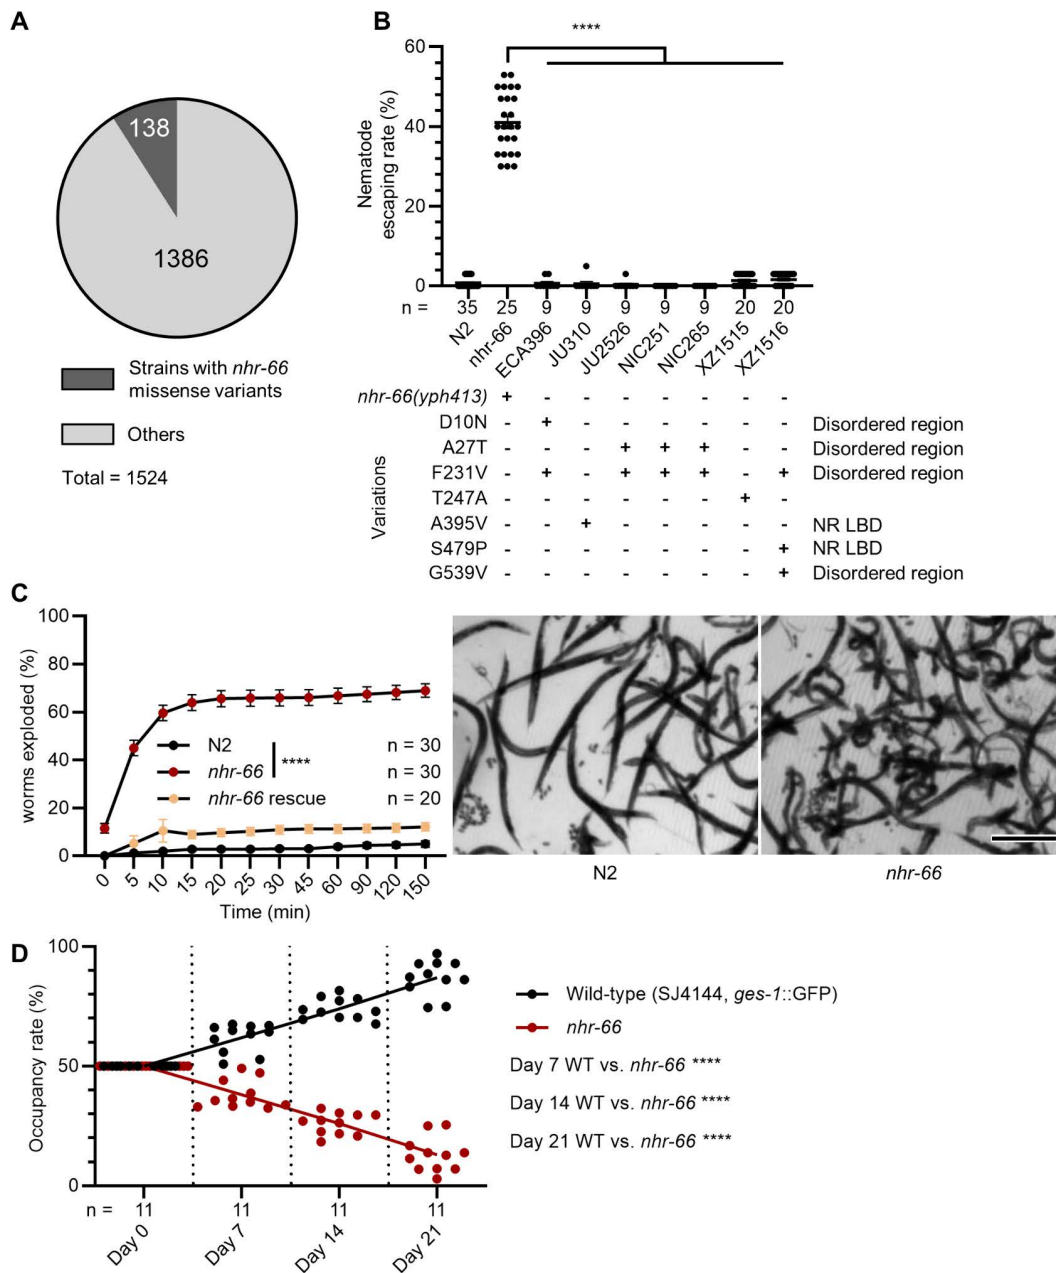 A
138
1386
Strains with nhr-66
missense variants
Others
Total = 1524
B
****
Nematode
escaping rate (%)
60
40
20
0
n = 35 25 9 9 9 9 9 20 20
N2 nhr-66 ECA396 JU310 JU2526 NIC251 NIC265 XZ1515 XZ1516
Variations
nhr-66(yph413) - + - - - - - - -
D10N - - + - - - - - - Disordered region
A27T - - - - + + + - - Disordered region
F231V - - + - + + + - + Disordered region
T247A - - - - - - - + -
A395V - - - + - - - - - NR LBD
S479P - - - - - - - - + NR LBD
G539V - - - - - - - - + Disordered region
C
worms exploded (%)
100
80
60
40
20
0
N2 n = 30
nhr-66 **** n = 30
nhr-66 rescue n = 20
0 5 10 15 20 25 30 45 60 90 120 150
Time (min)
N2
nhr-66
D
Occupancy rate (%)
100
50
0
n = 11 11 11 11
Day 0 Day 7 Day 14 Day 21
Wild-type (SJ4144, ges-1::GFP)
nhr-66
Day 7 WT vs. nhr-66 ****
Day 14 WT vs. nhr-66 ****
Day 21 WT vs. nhr-66 ****